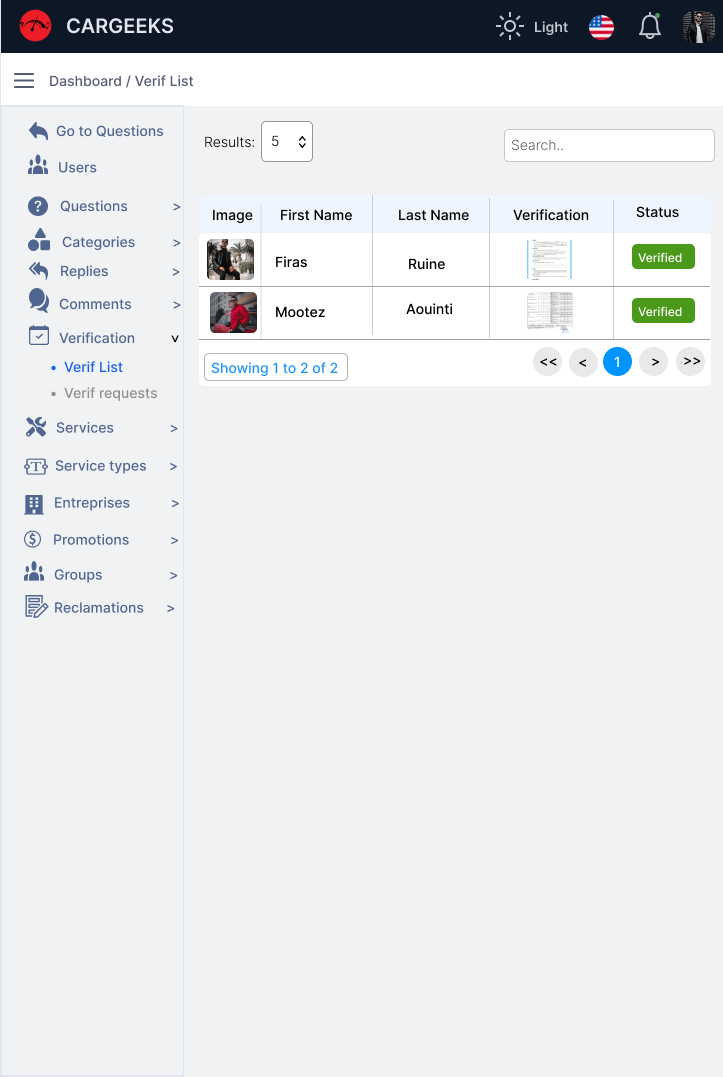 CARGEEKS
Light
Dashboard / Verif List
Go to Questions
Users
Questions >
Categories >
Replies >
Comments >
Verification v
Verif List
Verif requests
Services >
Service types >
Entreprises >
Promotions >
Groups >
Reclamations >
Results: 5
Search..
Image First Name Last Name Verification Status
Firas Ruine Verified
Mootez Aouinti Verified
Showing 1 to 2 of 2
<< < 1 > >>